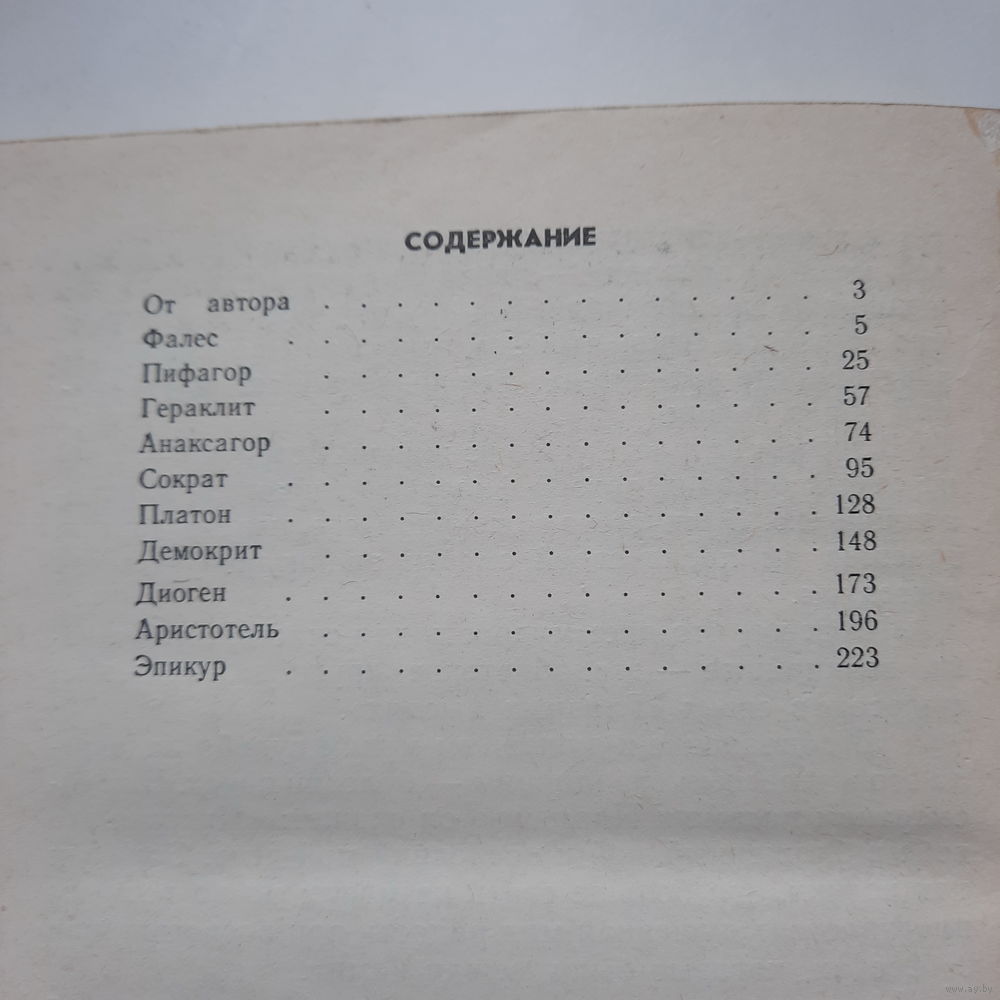 СОДЕРЖАНИЕ
От автора . . . . . . . . . . . . . . 3
Фалес . . . . . . . . . . . . . . . 5
Пифагор . . . . . . . . . . . . . . 25
Гераклит . . . . . . . . . . . . . . 57
Анаксагор . . . . . . . . . . . . . . 74
Сократ . . . . . . . . . . . . . . . 95
Платон . . . . . . . . . . . . . . . 128
Демокрит . . . . . . . . . . . . . . 148
Диоген . . . . . . . . . . . . . . . 173
Аристотель . . . . . . . . . . . . . . 196
Эпикур . . . . . . . . . . . . . . . 223
www.ay.by